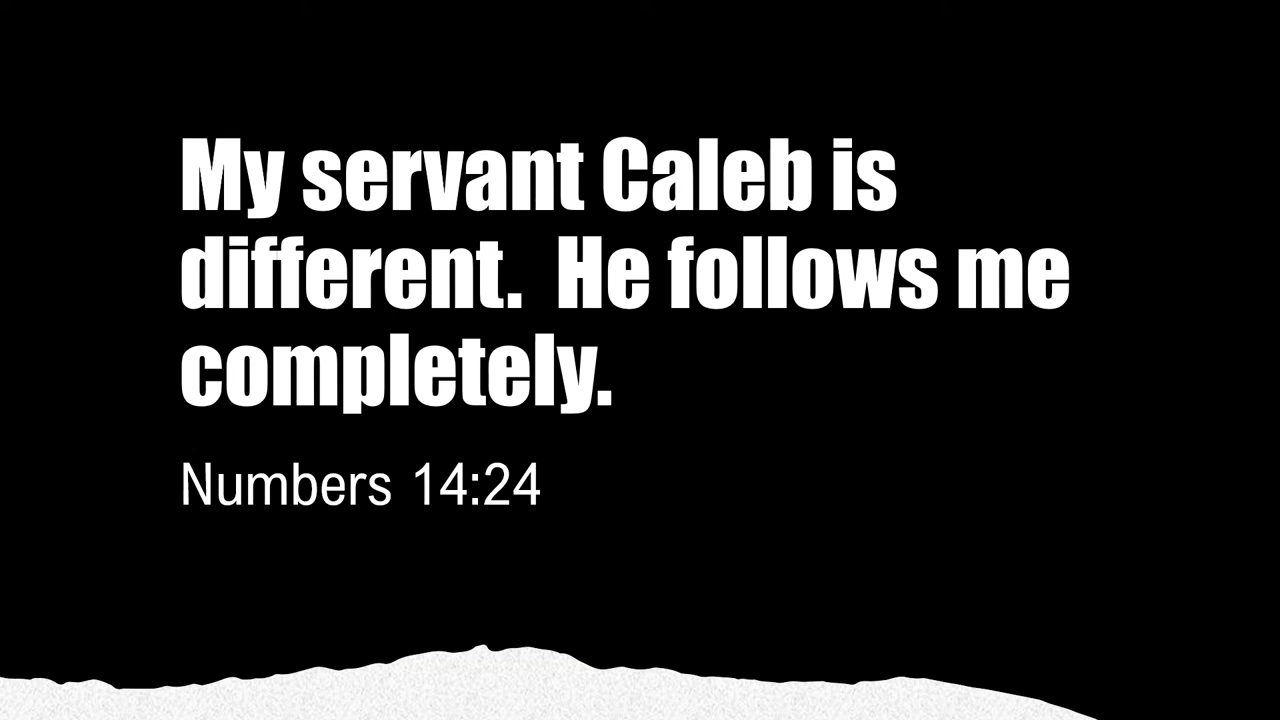 My servant Caleb is
different.  He follows me
completely.
Numbers 14:24